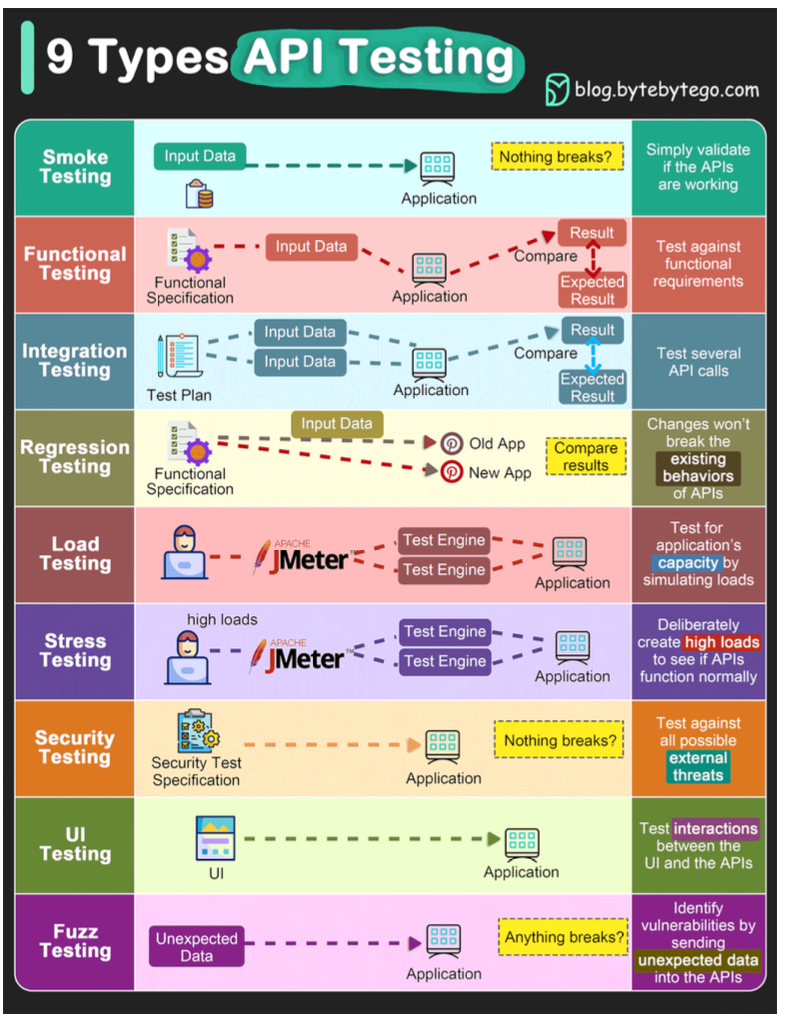 9 Types API Testing
blog.bytebytego.com
Smoke
Testing
Input Data
Application
Nothing breaks?
Simply validate
if the APIs
are working
Functional
Testing
Functional
Specification
Input Data
Application
Compare
Result
Expected
Result
Test against
functional
requirements
Integration
Testing
Test Plan
Input Data
Input Data
Application
Compare
Result
Expected
Result
Test several
API calls
Regression
Testing
Functional
Specification
Input Data
Old App
New App
Compare
results
Changes won't
break the
existing
behaviors
of APIs
Load
Testing
APACHE
JMeter™
Test Engine
Test Engine
Application
Test for
application's
capacity by
simulating loads
Stress
Testing
high loads
APACHE
JMeter™
Test Engine
Test Engine
Application
Deliberately
create high loads
to see if APIs
function normally
Security
Testing
Security Test
Specification
Application
Nothing breaks?
Test against
all possible
external
threats
UI
Testing
UI
Application
Test interactions
between the
UI and the APIs
Fuzz
Testing
Unexpected
Data
Application
Anything breaks?
Identify
vulnerabilities by
sending
unexpected data
into the APIs